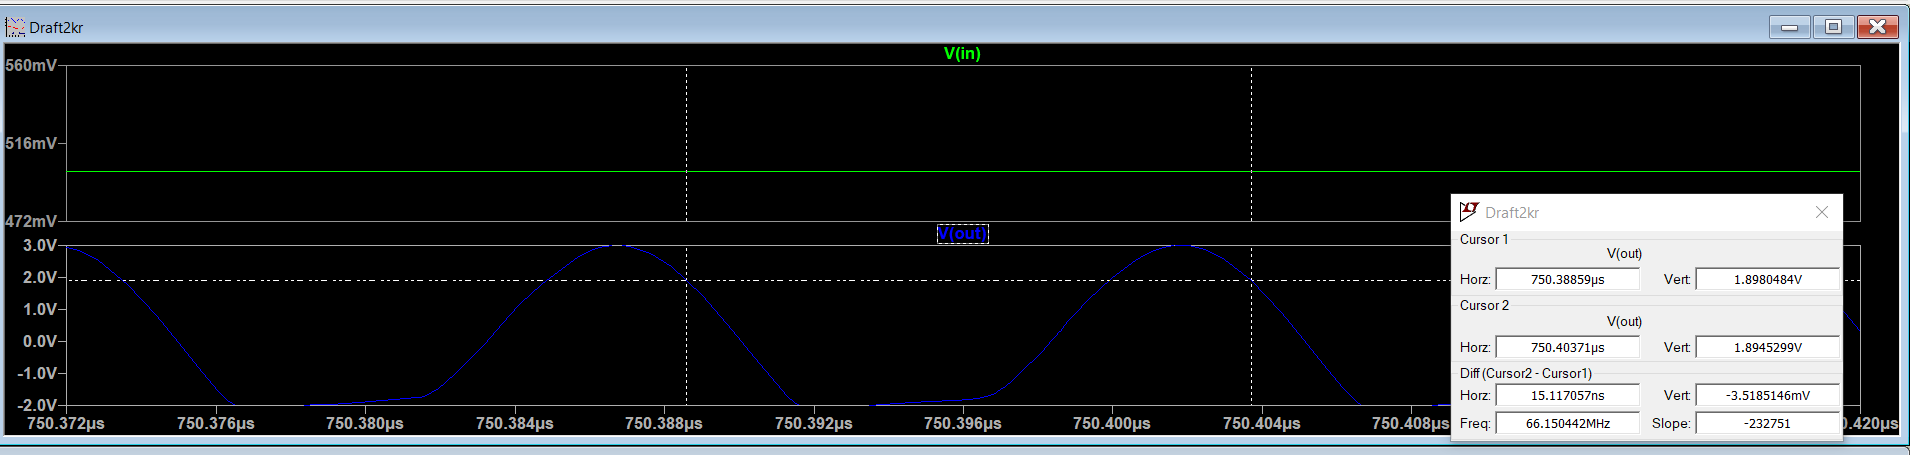 Draft2kr
V(in)
560mV
516mV
472mV
V(out)
3.0V
2.0V
1.0V
0.0V
-1.0V
-2.0V
750.372µs 750.376µs 750.380µs 750.384µs 750.388µs 750.392µs 750.396µs 750.400µs 750.404µs 750.408µs 0.420µs
Draft2kr
Cursor 1
V(out)
Horz: 750.38859µs Vert: 1.8980484V
Cursor 2
V(out)
Horz: 750.40371µs Vert: 1.8945299V
Diff (Cursor2 - Cursor1)
Horz: 15.117057ns Vert: -3.5185146mV
Freq: 66.150442MHz Slope: -232751